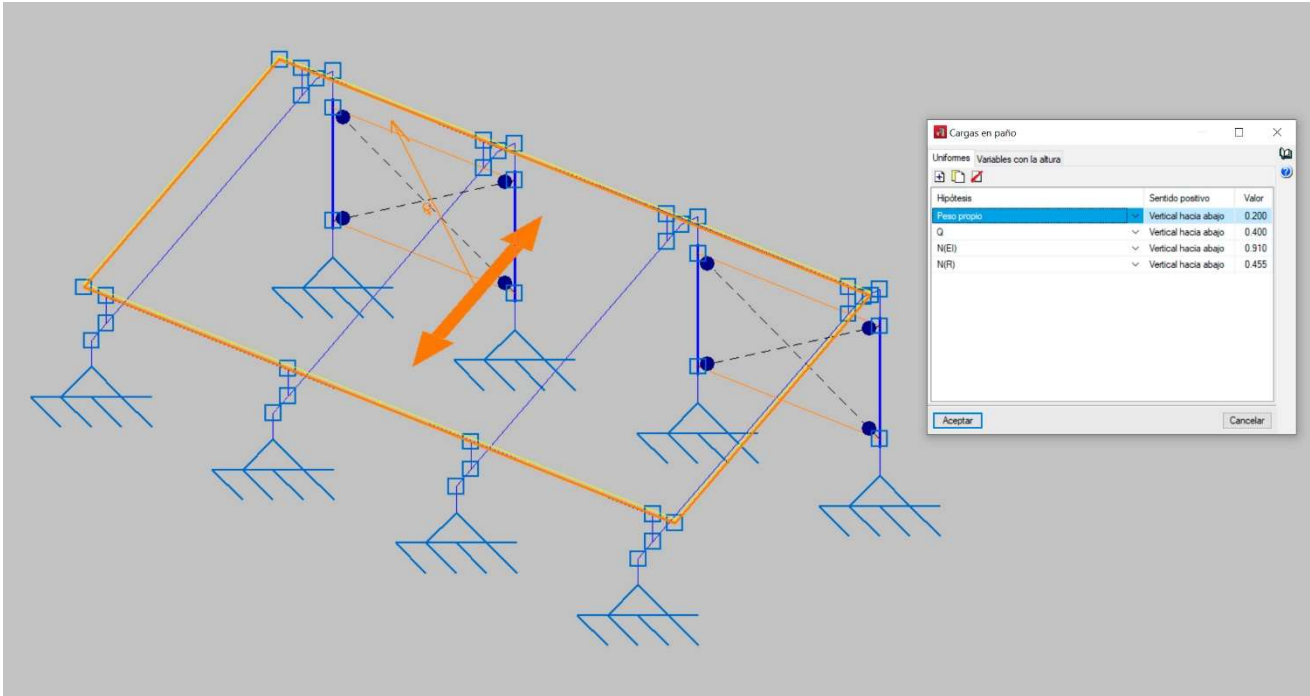 Cargas en paño
Uniformes Variables con la altura
Hipótesis Sentido positivo Valor
Peso propio Vertical hacia abajo 0.200
Q Vertical hacia abajo 0.400
N(EI) Vertical hacia abajo 0.910
N(R) Vertical hacia abajo 0.455
Aceptar Cancelar